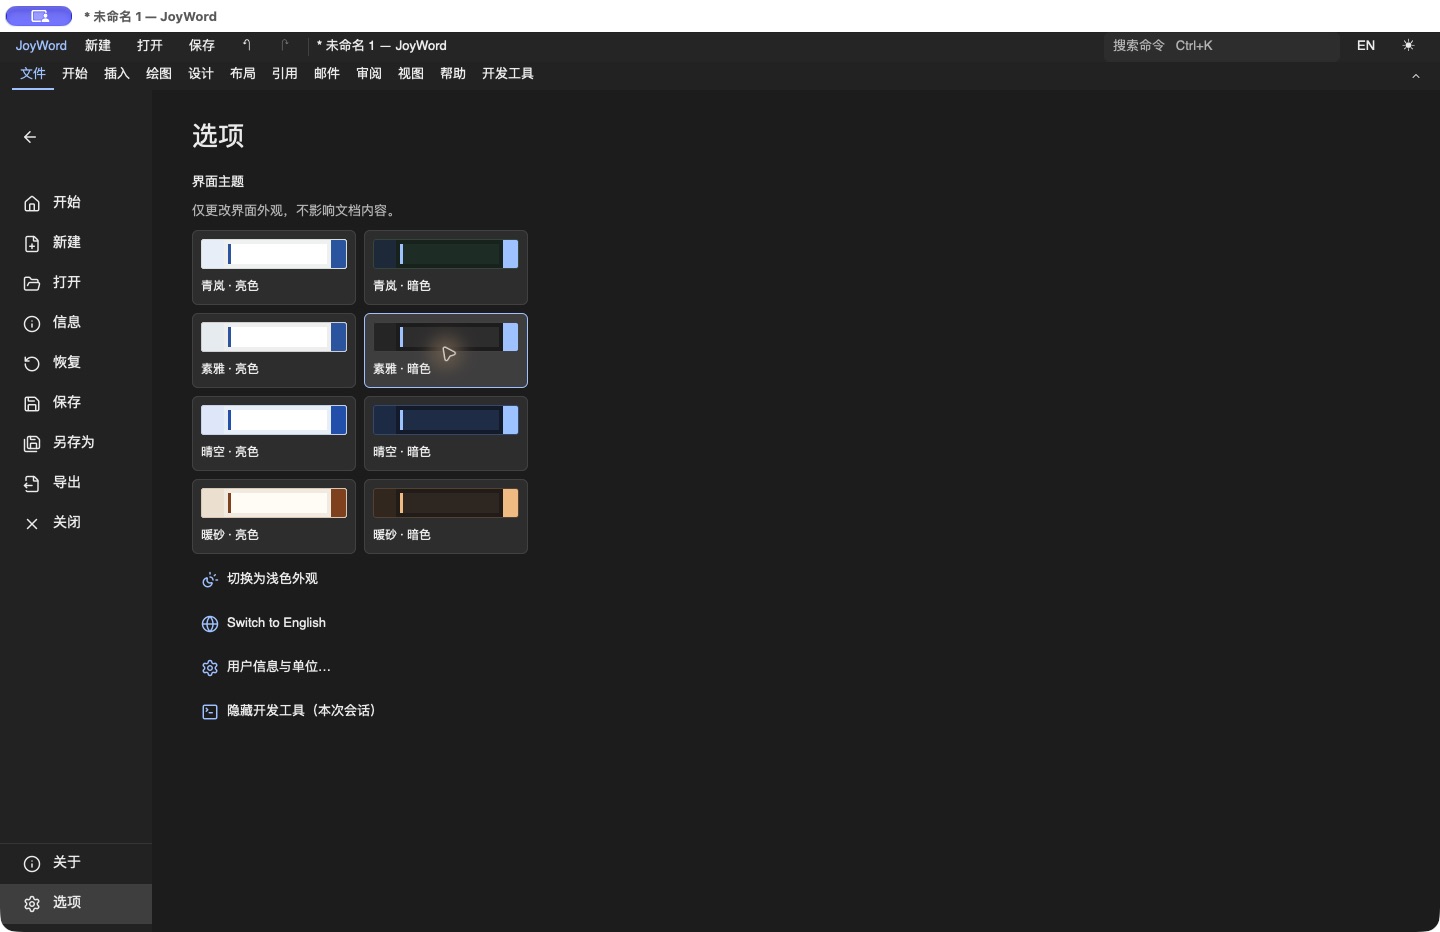 * 未命名 1 — JoyWord
JoyWord 新建 打开 保存 * 未命名 1 — JoyWord 搜索命令 Ctrl+K EN
文件 开始 插入 绘图 设计 布局 引用 邮件 审阅 视图 帮助 开发工具
开始
新建
打开
信息
恢复
保存
另存为
导出
关闭
关于
选项
选项
界面主题
仅更改界面外观，不影响文档内容。
青岚 · 亮色 青岚 · 暗色
素雅 · 亮色 素雅 · 暗色
晴空 · 亮色 晴空 · 暗色
暖砂 · 亮色 暖砂 · 暗色
切换为浅色外观
Switch to English
用户信息与单位...
隐藏开发工具（本次会话）